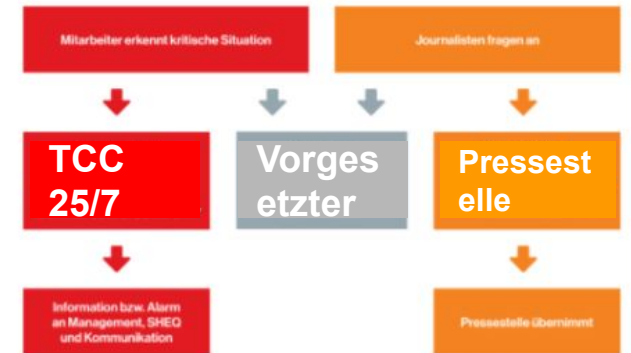 Mitarbeiter erkennt kritische Situation
Journalisten fragen an
TCC
25/7
Vorges
etzter
Pressest
elle
Information bzw. Alarm
an Management, SHEQ
und Kommunikation
Pressestelle übernimmt